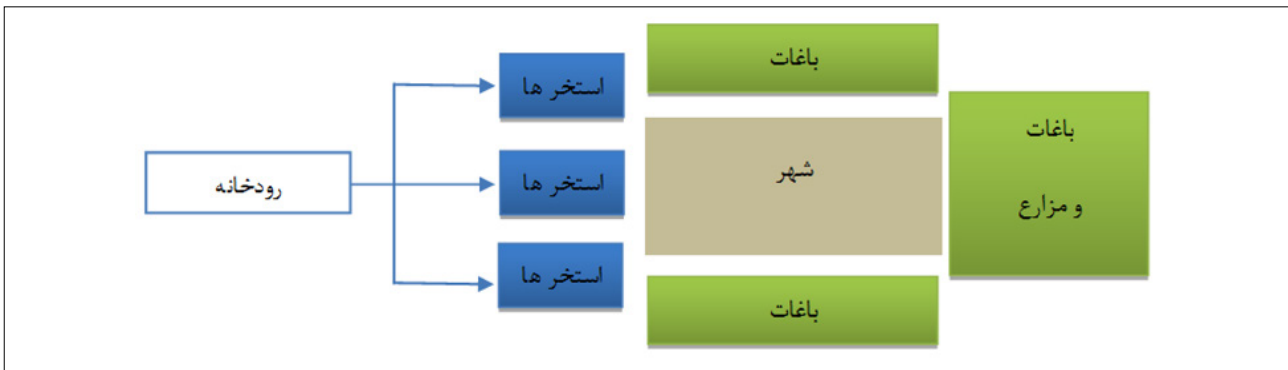 باغات
استخر ها
باغات
و مزارع
شهر
استخر ها
رودخانه
استخر ها
باغات